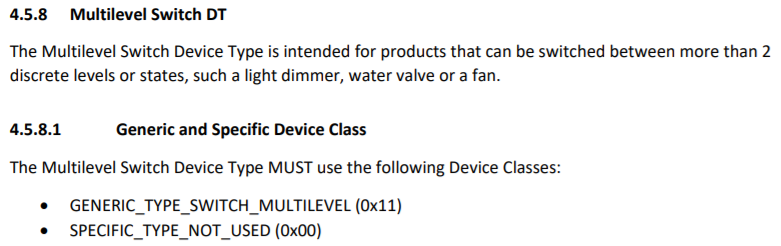 4.5.8 Multilevel Switch DT
The Multilevel Switch Device Type is intended for products that can be switched between more than 2
discrete levels or states, such a light dimmer, water valve or a fan.
4.5.8.1 Generic and Specific Device Class
The Multilevel Switch Device Type MUST use the following Device Classes:
• GENERIC_TYPE_SWITCH_MULTILEVEL (0x11)
• SPECIFIC_TYPE_NOT_USED (0x00)